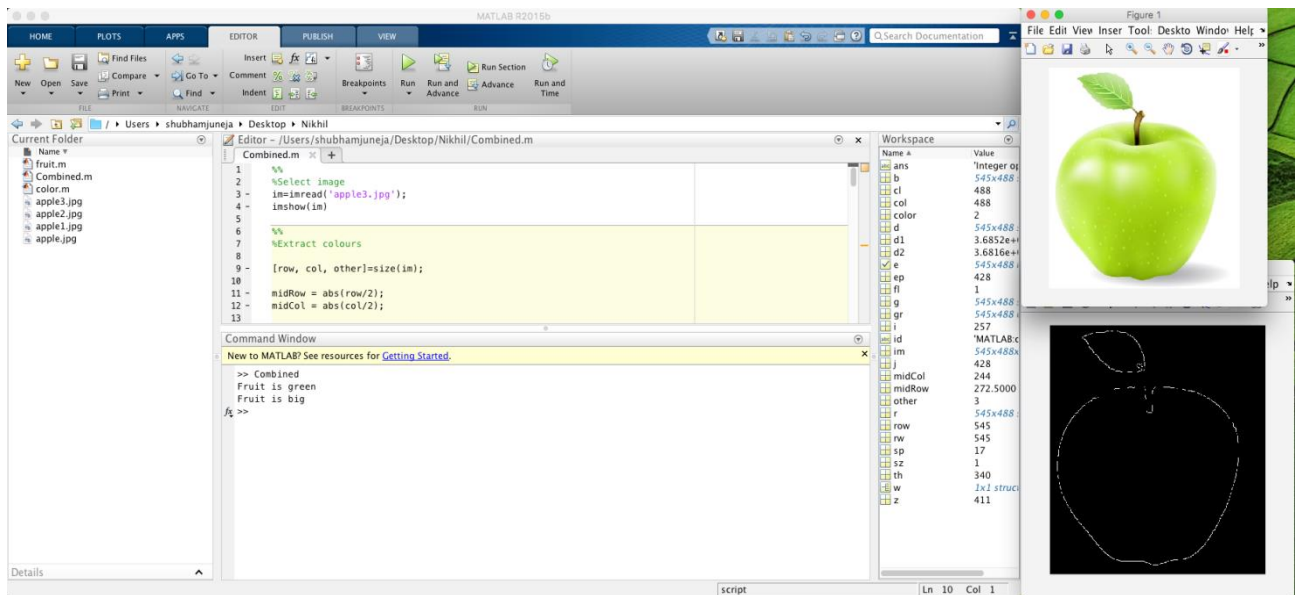 MATLAB R2015b
HOME PLOTS APPS EDITOR PUBLISH VIEW
Search Documentation
New Open Save
Find Files
Compare
Print
Go To
Find
Insert
Comment
Indent
Breakpoints
Run
Run and Advance
Run Section
Advance
Run and Time
FILE NAVIGATE EDIT BREAKPOINTS RUN
/ Users shubhamjuneja Desktop Nikhil
Current Folder
Name
fruit.m
Combined.m
color.m
apple3.jpg
apple2.jpg
apple1.jpg
apple.jpg
Details
Editor - /Users/shubhamjuneja/Desktop/Nikhil/Combined.m
Combined.m
1 %%
2 %Select image
3 - im=imread('apple3.jpg');
4 - imshow(im)
5
6 %%
7 %Extract colours
8
9 - [row, col, other]=size(im);
10
11 - midRow = abs(row/2);
12 - midCol = abs(col/2);
13
Command Window
New to MATLAB? See resources for Getting Started.
>> Combined
Fruit is green
Fruit is big
fx >>
Workspace
Name Value
ans 'Integer op
b 545x488
cl 488
col 488
color 2
d 545x488
d1 3.6852e+
d2 3.6816e+
e 545x488
ep 428
fl 1
g 545x488
gr 545x488
i 257
id 'MATLAB:c
im 545x488x
j 428
midCol 244
midRow 272.5000
other 3
r 545x488
row 545
rw 545
sp 17
sz 1
th 340
w 1x1 struc
z 411
script Ln 10 Col 1
Figure 1
File Edit View Inser Tool: Deskto Windo Help
elp